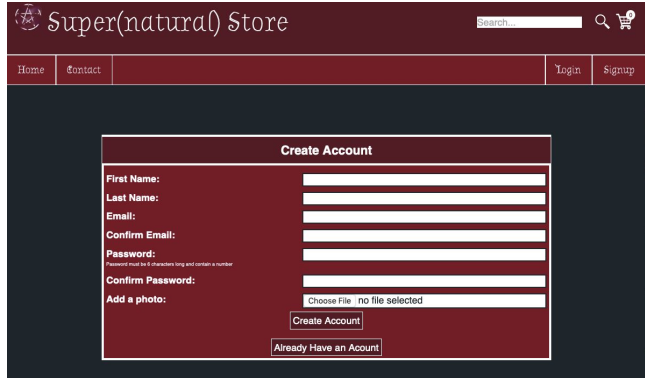 Super(natural) Store
Search...
0
Home Contact Login Signup
Create Account
First Name:
Last Name:
Email:
Confirm Email:
Password:
Password must be 6 characters long and contain a number
Confirm Password:
Add a photo: Choose File no file selected
Create Account
Already Have an Acount